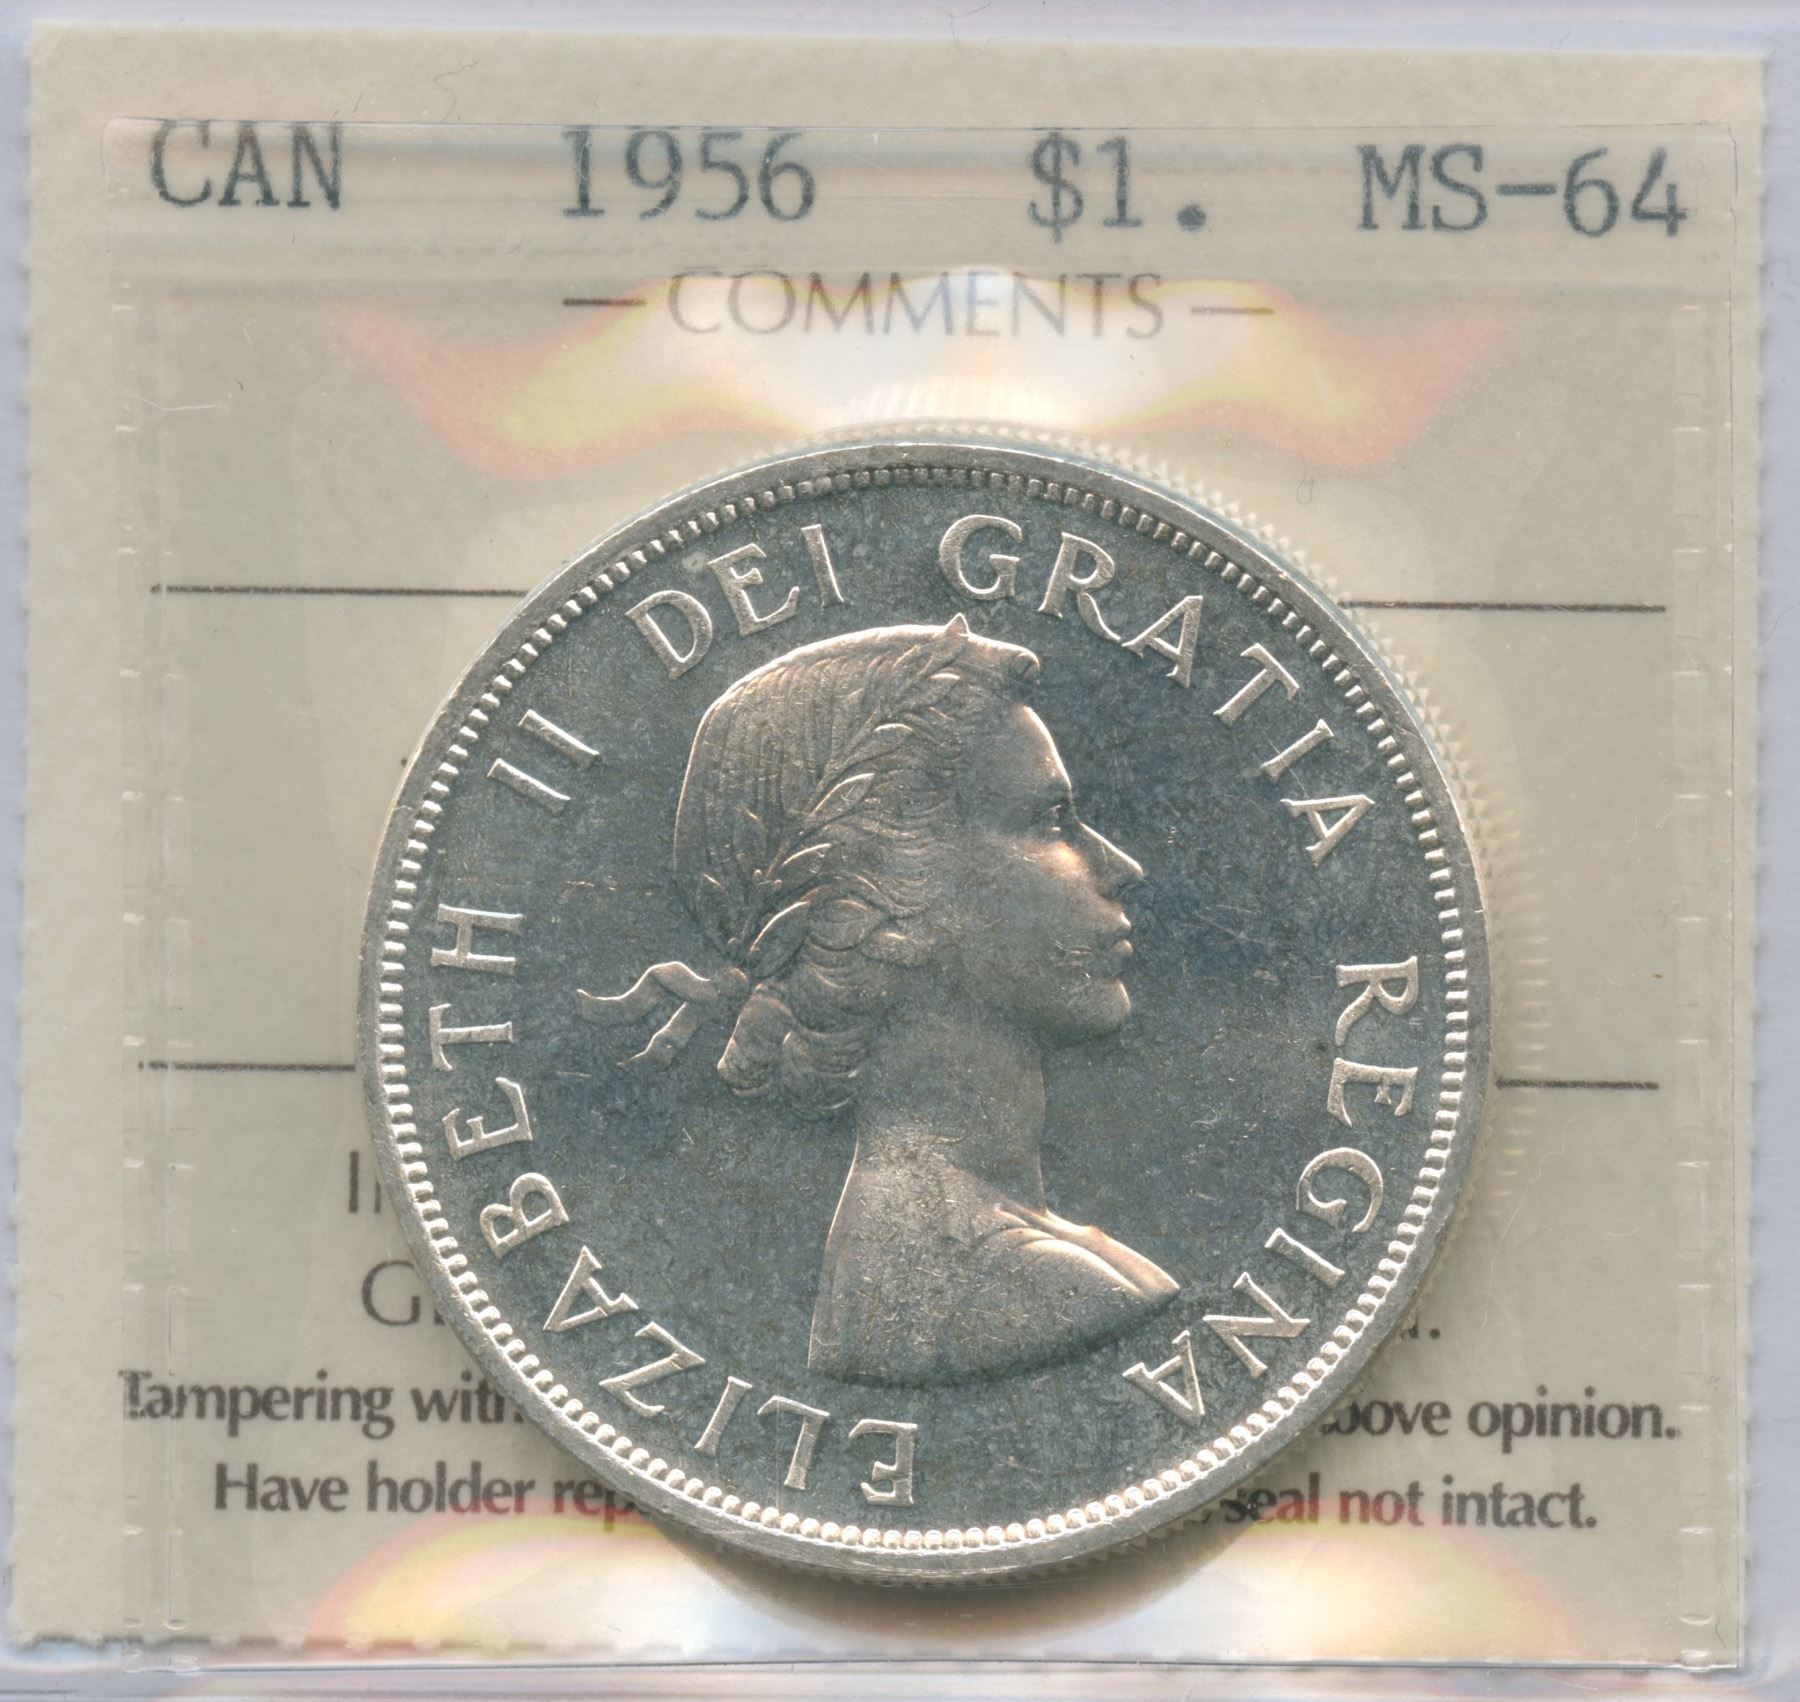 CAN 1956 $1. MS-64
— COMMENTS —
ELIZABETH II DEI GRATIA REGINA
Tampering with opinion.
Have holder seal not intact.